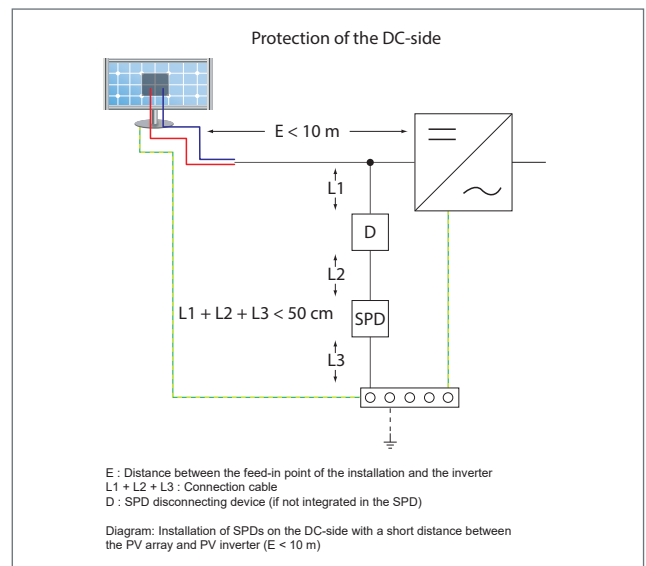 Protection of the DC-side
E < 10 m
L1
D
L2
L1 + L2 + L3 < 50 cm
SPD
L3
E : Distance between the feed-in point of the installation and the inverter
L1 + L2 + L3 : Connection cable
D : SPD disconnecting device (if not integrated in the SPD)
Diagram: Installation of SPDs on the DC-side with a short distance between
the PV array and PV inverter (E < 10 m)